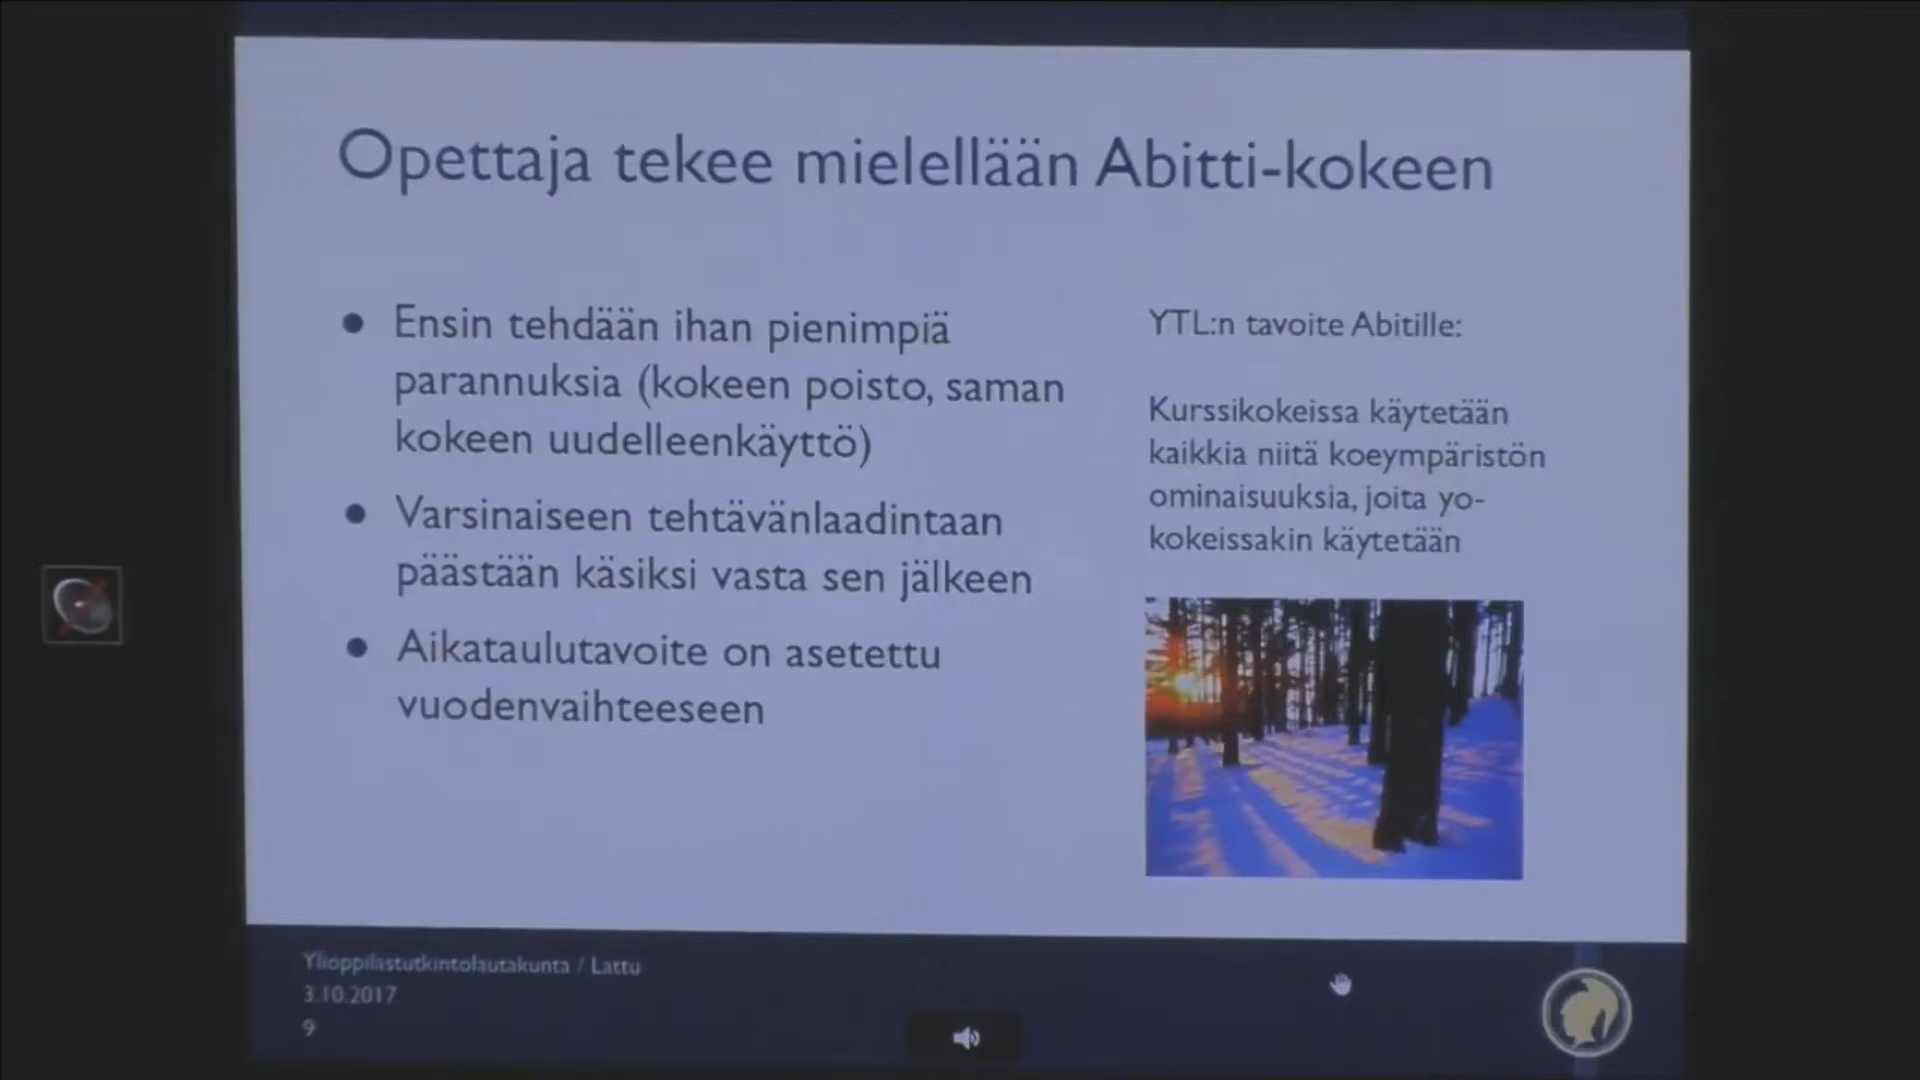 Opettaja tekee mielellään Abitti-kokeen
• Ensin tehdään ihan pienimpiä
parannuksia (kokeen poisto, saman
kokeen uudelleenkäyttö)
• Varsinaiseen tehtävänlaadintaan
päästään käsiksi vasta sen jälkeen
• Aikataulutavoite on asetettu
vuodenvaihteeseen
YTL:n tavoite Abitille:
Kurssikokeissa käytetään
kaikkia niitä koeympäristön
ominaisuuksia, joita yo-
kokeissakin käytetään
Ylioppilastutkintolautakunta / Lattu
3.10.2017
9